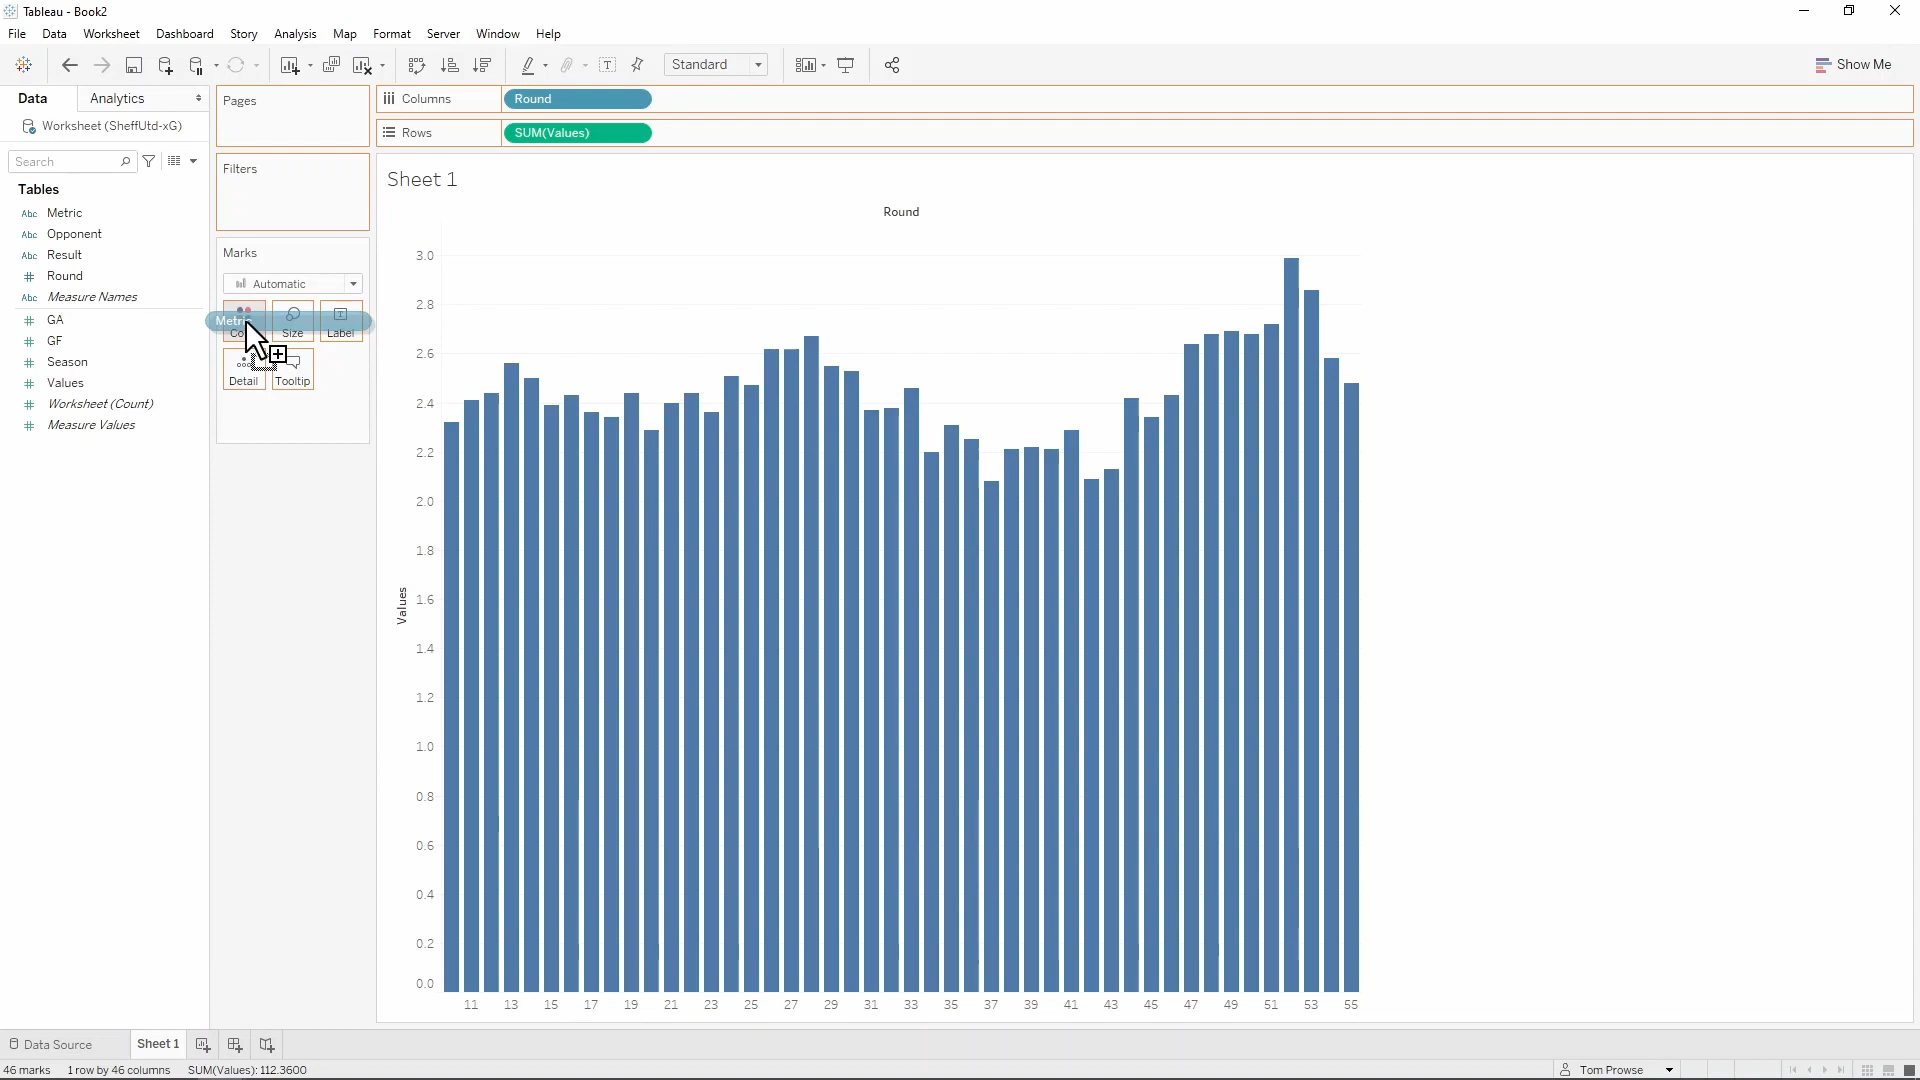 Tableau - Book2
File Data Worksheet Dashboard Story Analysis Map Format Server Window Help
Standard
Show Me
Data Analytics
Pages
Columns Round
Worksheet (SheffUtd-xG)
Rows SUM(Values)
Search
Filters
Sheet 1
Tables
Abc Metric
Round
Abc Opponent
Abc Result
Marks
# Round
Automatic
Abc Measure Names
# GA
Metric
Size Label
# GF
# Season
Detail Tooltip
# Values
# Worksheet (Count)
# Measure Values
3.0
2.8
2.6
2.4
2.2
2.0
1.8
1.6
1.4
1.2
1.0
0.8
0.6
0.4
0.2
0.0
Values
11 13 15 17 19 21 23 25 27 29 31 33 35 37 39 41 43 45 47 49 51 53 55
Data Source Sheet 1
46 marks 1 row by 46 columns SUM(Values): 112.3600
Tom Prowse